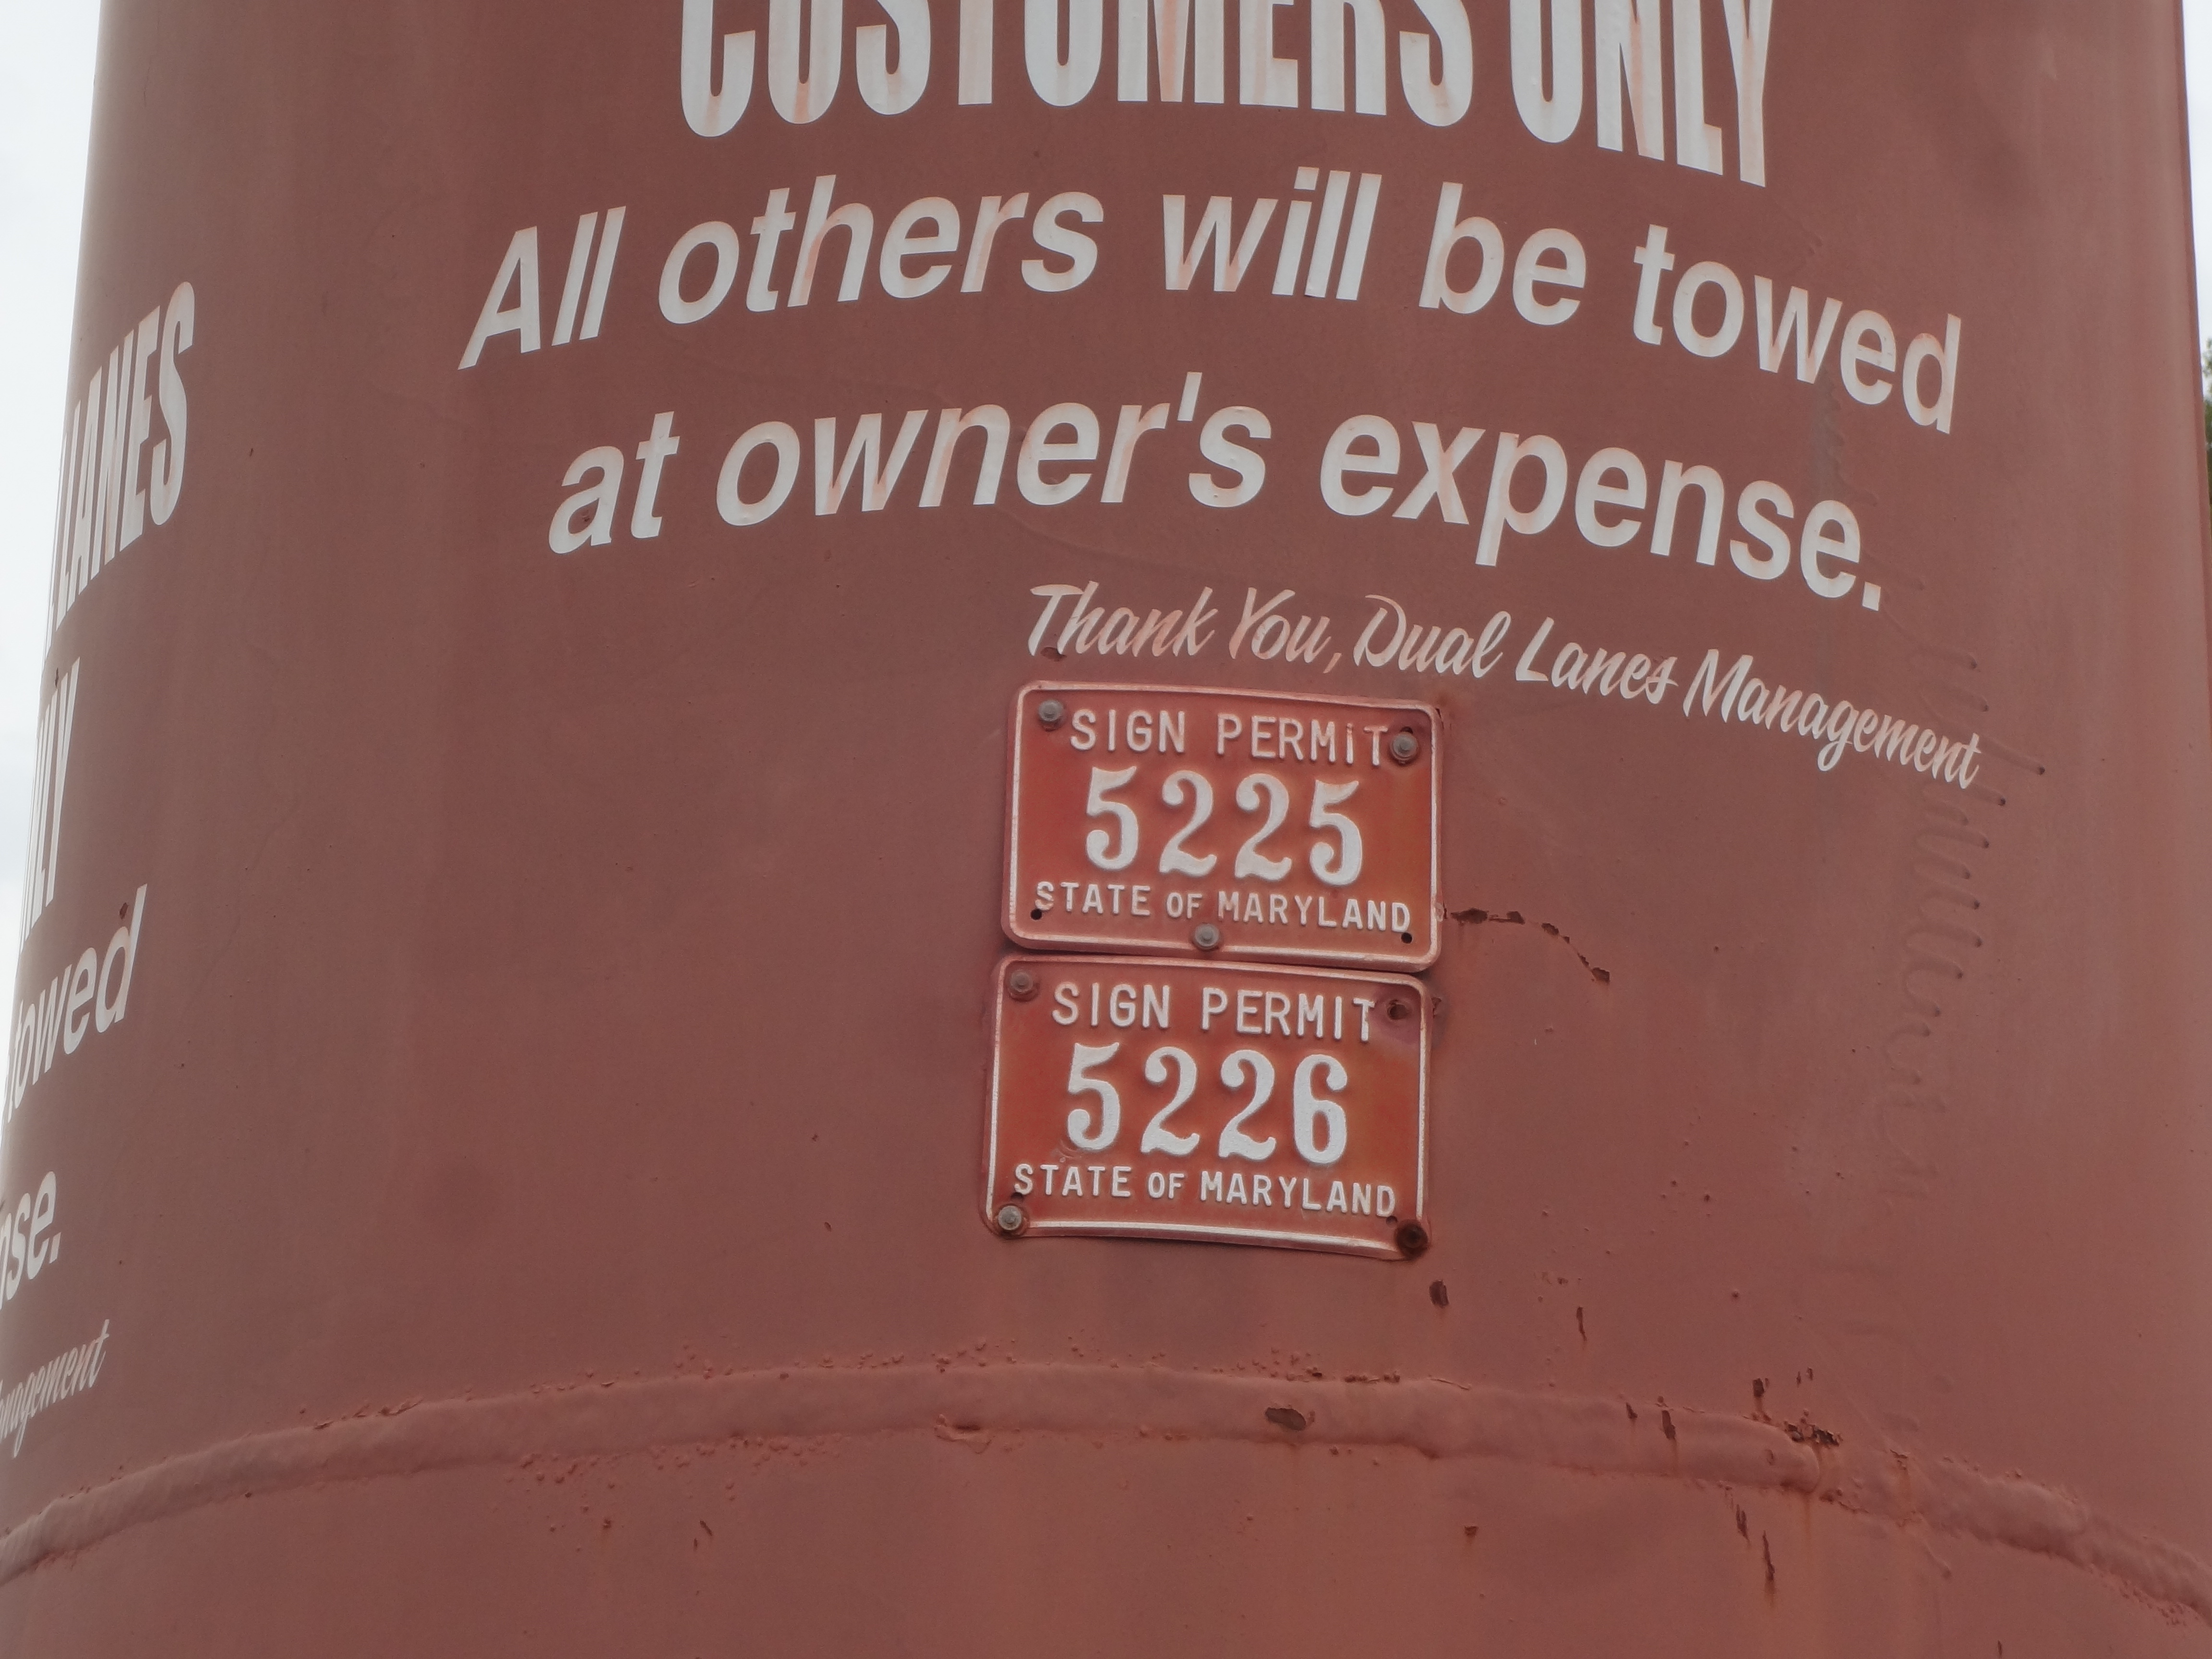 CUSTOMERS ONLY
All others will be towed
at owner's expense.
Thank You, Dual Lanes Management
SIGN PERMIT
5225
STATE OF MARYLAND
SIGN PERMIT
5226
STATE OF MARYLAND
LANES
towed